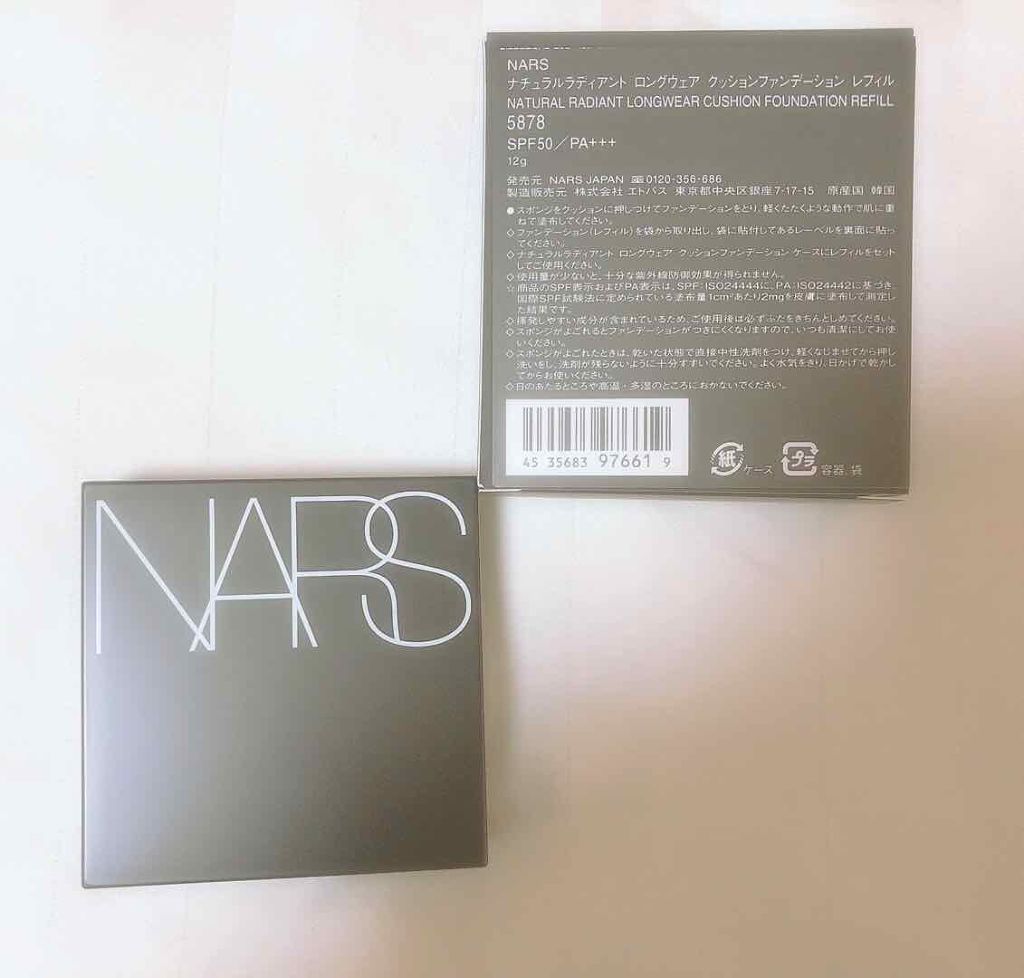 NARS
ナチュラルラディアント ロングウェア クッションファンデーション レフィル
NATURAL RADIANT LONGWEAR CUSHION FOUNDATION REFILL
5878
SPF50／PA+++
12g
発売元 NARS JAPAN 0120-356-686
製造販売元 株式会社 エトバス 東京都中央区銀座7-17-15 原産国 韓国
●スポンジをクッションに押しつけてファンデーションをとり、軽くたたくような動作で肌に重
ねて塗布してください。
◇ファンデーション(レフィル)を袋から取り出し、袋に貼付してあるレーベルを裏面に貼っ
てください。
◇ナチュラルラディアント ロングウェア クッションファンデーション ケースにレフィルをセット
してご使用ください。
◇使用量が少ないと、十分な紫外線防御効果が得られません。
☆商品のSPF表示およびPA表示は、SPF:ISO24444に、PA:ISO24442に基づき、
国際SPF試験法に定められている塗布量1cm²あたり2mgを皮膚に塗布して測定し
た結果です。
◇揮発しやすい成分が含まれているため、ご使用後は必ずふたをきちんとしめてください。
◇スポンジがよごれるとファンデーションがつきにくくなりますので、いつも清潔にしてお使
いください。
◇スポンジがよごれたときは、乾いた状態で直接中性洗剤をつけ、軽くなじませてから押し
洗いをし、洗剤が残らないように十分すすいでください。よく水気をきり、日かげで乾かし
てからお使いください。
◇日のあたるところや高温・多湿のところにおかないでください。
4 535683 976619
紙 ケース プラ 容器、袋
NARS